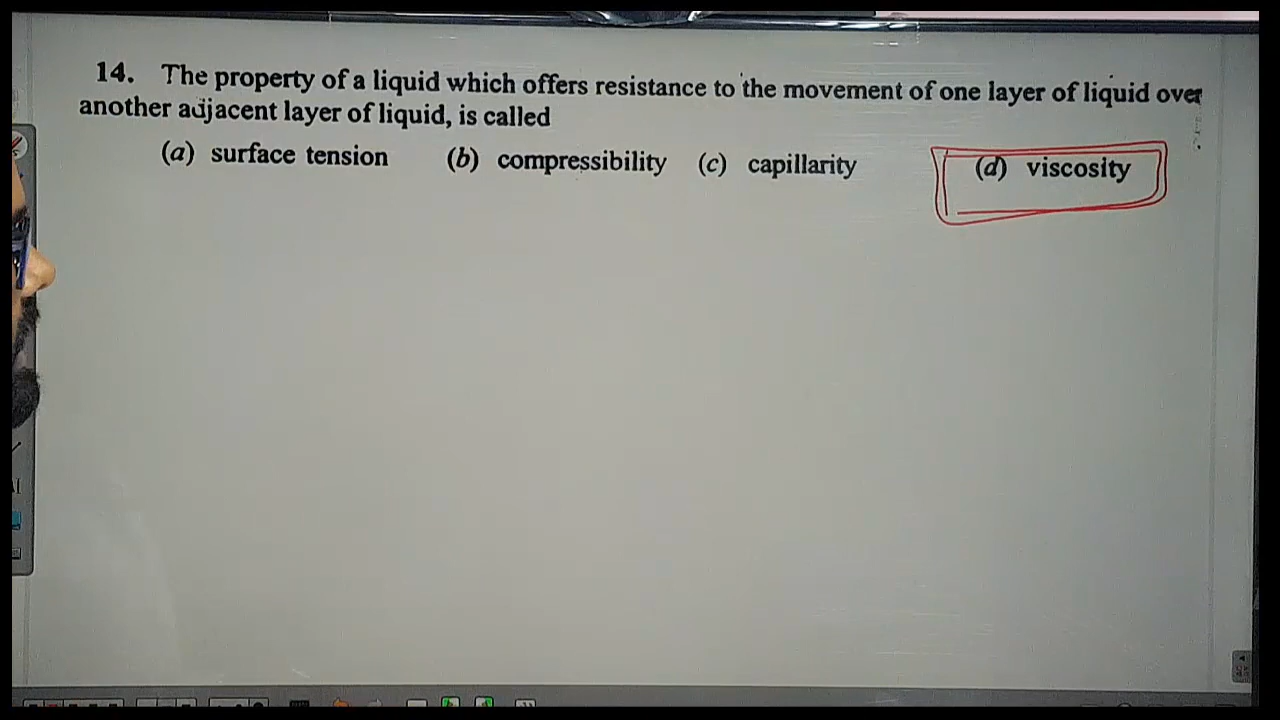 14. The property of a liquid which offers resistance to the movement of one layer of liquid over
another adjacent layer of liquid, is called
(a) surface tension (b) compressibility (c) capillarity (d) viscosity